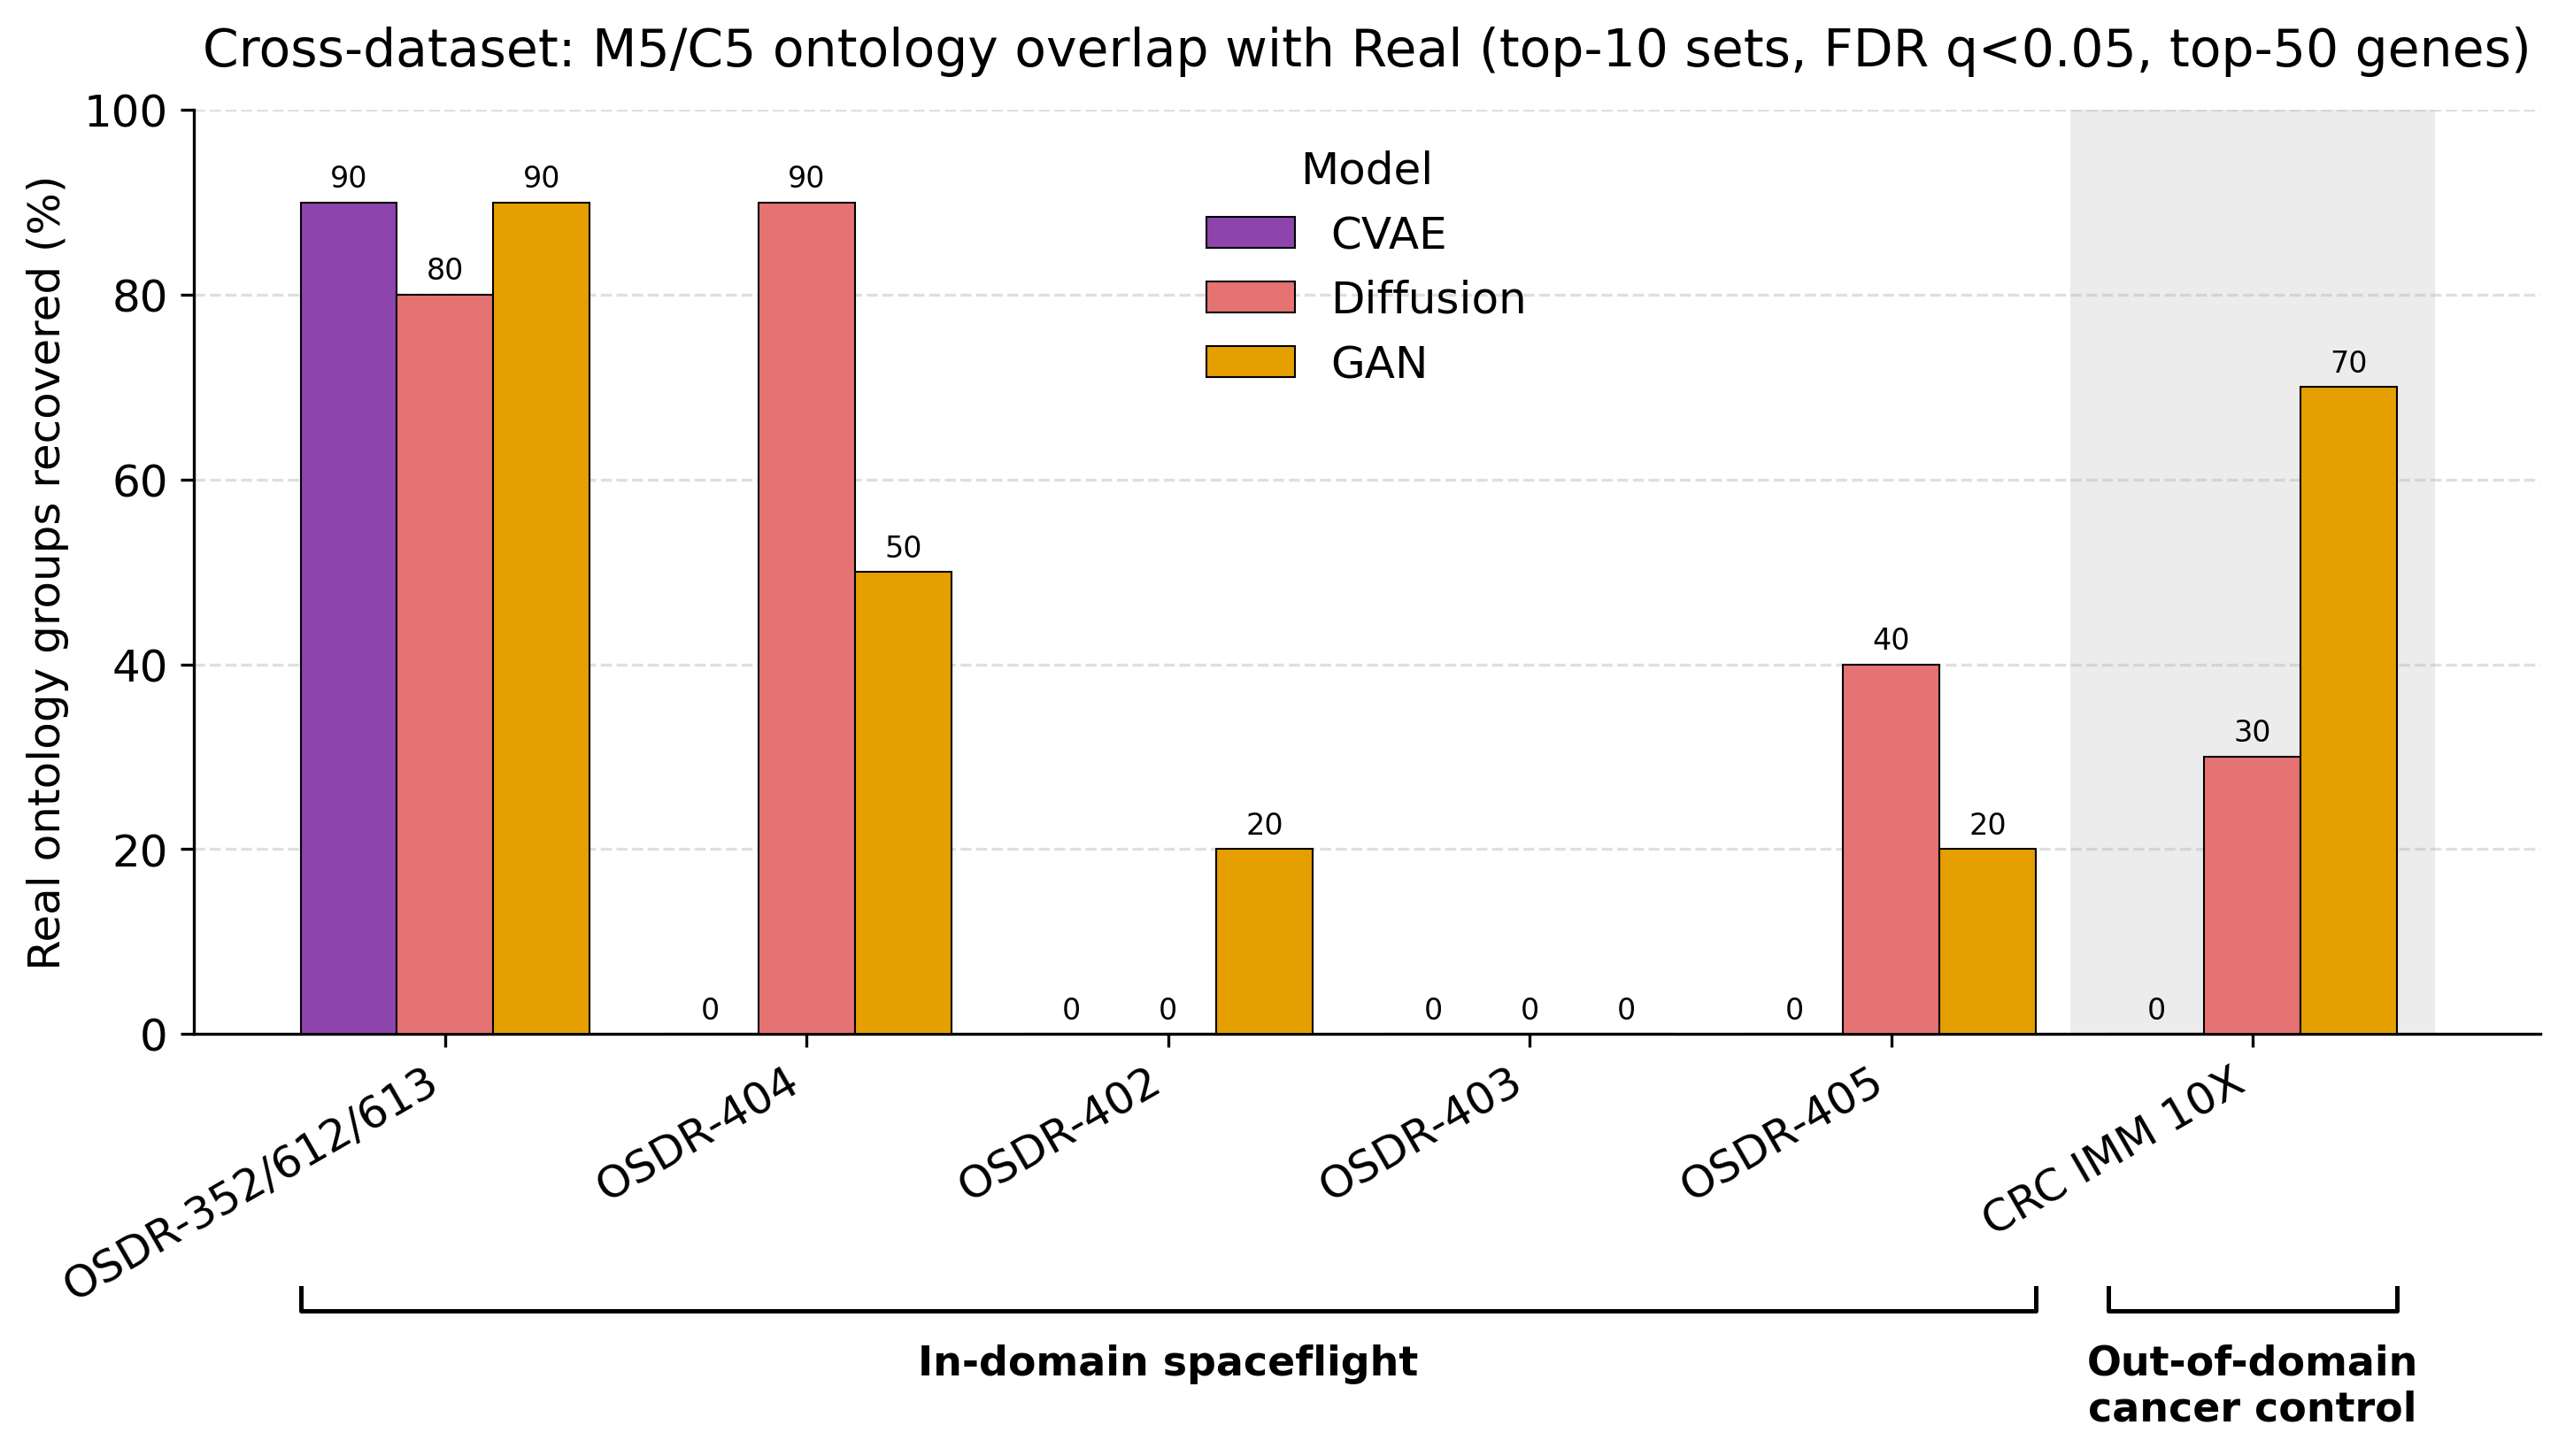 Cross-dataset: M5/C5 ontology overlap with Real (top-10 sets, FDR q<0.05, top-50 genes)
Real ontology groups recovered (%)
100
80
60
40
20
0
Model
CVAE
Diffusion
GAN
90
80
90
90
50
0
0
0
20
0
0
0
0
40
20
0
30
70
OSDR-352/612/613
OSDR-404
OSDR-402
OSDR-403
OSDR-405
CRC IMM 10X
In-domain spaceflight
Out-of-domain
cancer control